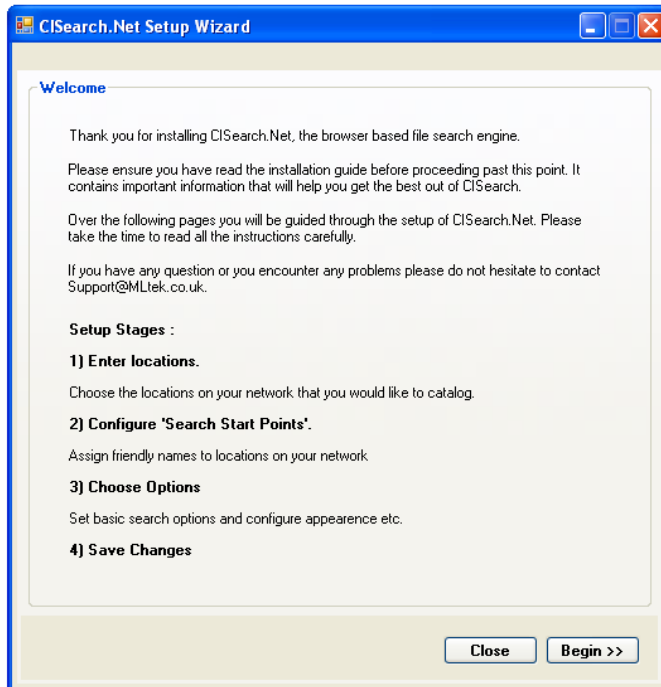 CISearch.Net Setup Wizard
Welcome
Thank you for installing CISearch.Net, the browser based file search engine.
Please ensure you have read the installation guide before proceeding past this point. It
contains important information that will help you get the best out of CISearch.
Over the following pages you will be guided through the setup of CISearch.Net. Please
take the time to read all the instructions carefully.
If you have any question or you encounter any problems please do not hesitate to contact
Support@MLtek.co.uk.
Setup Stages :
1) Enter locations.
Choose the locations on your network that you would like to catalog.
2) Configure 'Search Start Points'.
Assign friendly names to locations on your network
3) Choose Options
Set basic search options and configure appearence etc.
4) Save Changes
Close
Begin >>